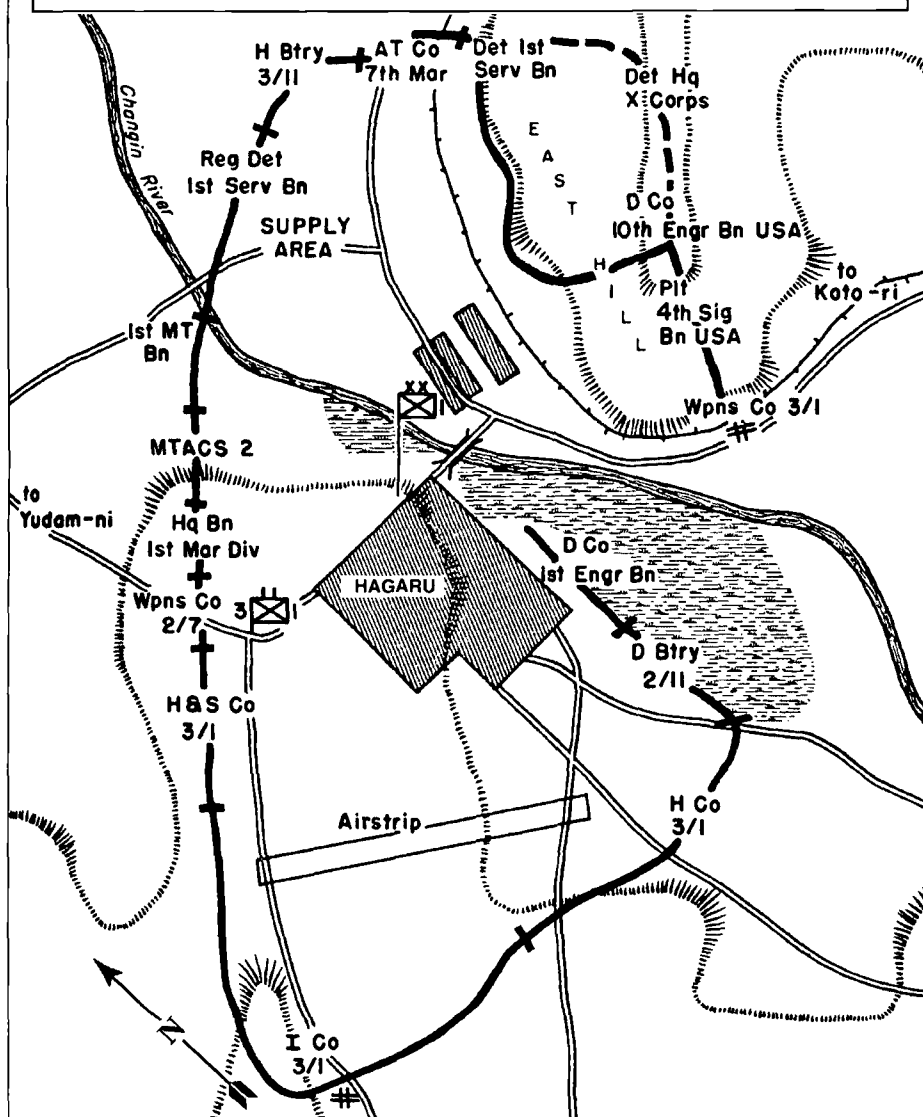 H Btry
3/11
AT Co
7th Mar
Det 1st
Serv Bn
Det Hq
X Corps
Changin River
Reg Det
1st Serv Bn
EAST
HILL
SUPPLY
AREA
D Co
10th Engr Bn USA
to
Koto-ri
Plt
4th Sig
Bn USA
1st MT
Bn
XX
1
Wpns Co 3/1
MTACS 2
to
Yudam-ni
Hq Bn
1st Mar Div
D Co
1st Engr Bn
HAGARU
Wpns Co
2/7
3
1
D Btry
2/11
H&S Co
3/1
H Co
3/1
Airstrip
N
I Co
3/1